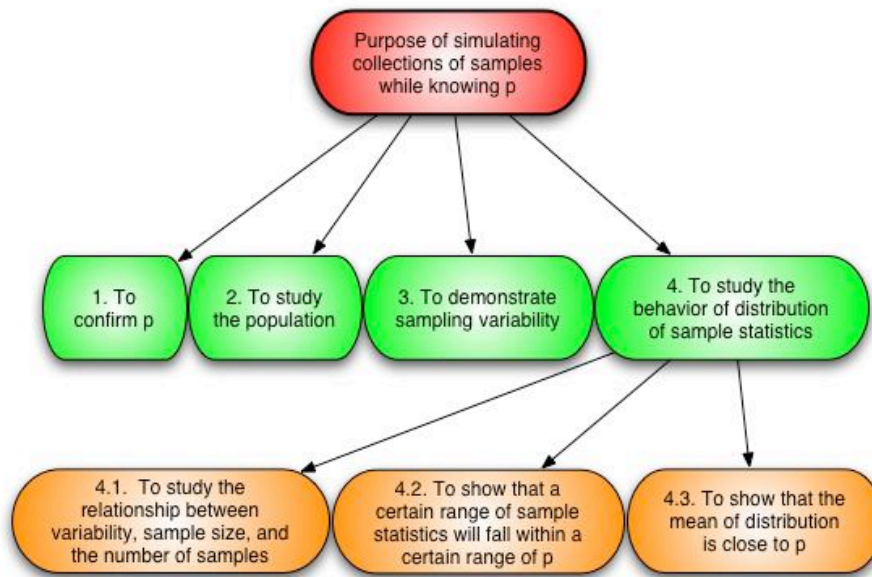 Purpose of simulating
collections of samples
while knowing p
1. To
confirm p
2. To study
the population
3. To demonstrate
sampling variability
4. To study the
behavior of distribution
of sample statistics
4.1. To study the
relationship between
variability, sample size, and
the number of samples
4.2. To show that a
certain range of sample
statistics will fall within a
certain range of p
4.3. To show that the
mean of distribution
is close to p